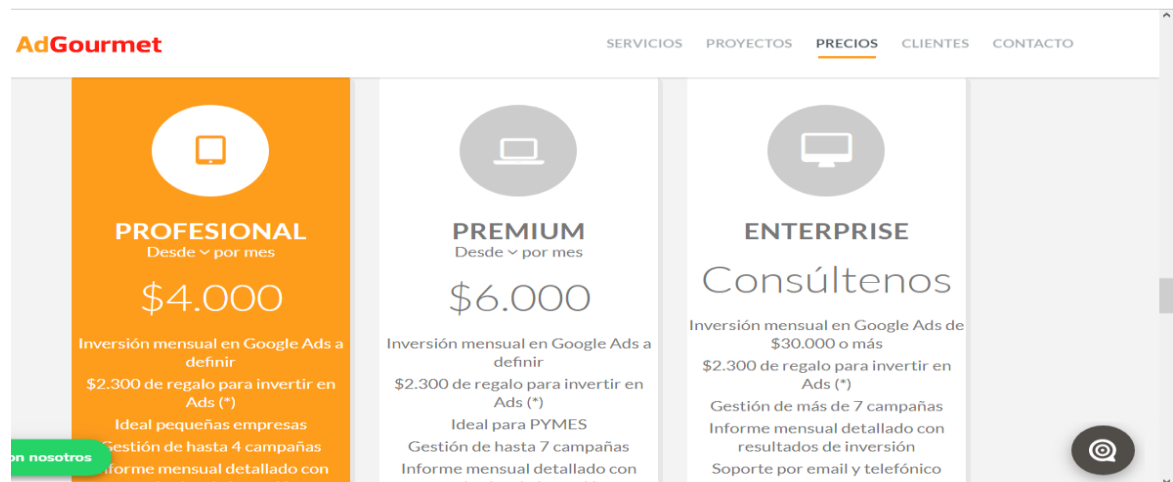 AdGourmet
SERVICIOS PROYECTOS PRECIOS CLIENTES CONTACTO
PROFESIONAL
Desde por mes
$4.000
Inversión mensual en Google Ads a
definir
$2.300 de regalo para invertir en
Ads (*)
Ideal pequeñas empresas
Gestión de hasta 4 campañas
Informe mensual detallado con
PREMIUM
Desde por mes
$6.000
Inversión mensual en Google Ads a
definir
$2.300 de regalo para invertir en
Ads (*)
Ideal para PYMES
Gestión de hasta 7 campañas
Informe mensual detallado con
ENTERPRISE
Consúltenos
Inversión mensual en Google Ads de
$30.000 o más
$2.300 de regalo para invertir en
Ads (*)
Gestión de más de 7 campañas
Informe mensual detallado con
resultados de inversión
Soporte por email y telefónico
on nosotros